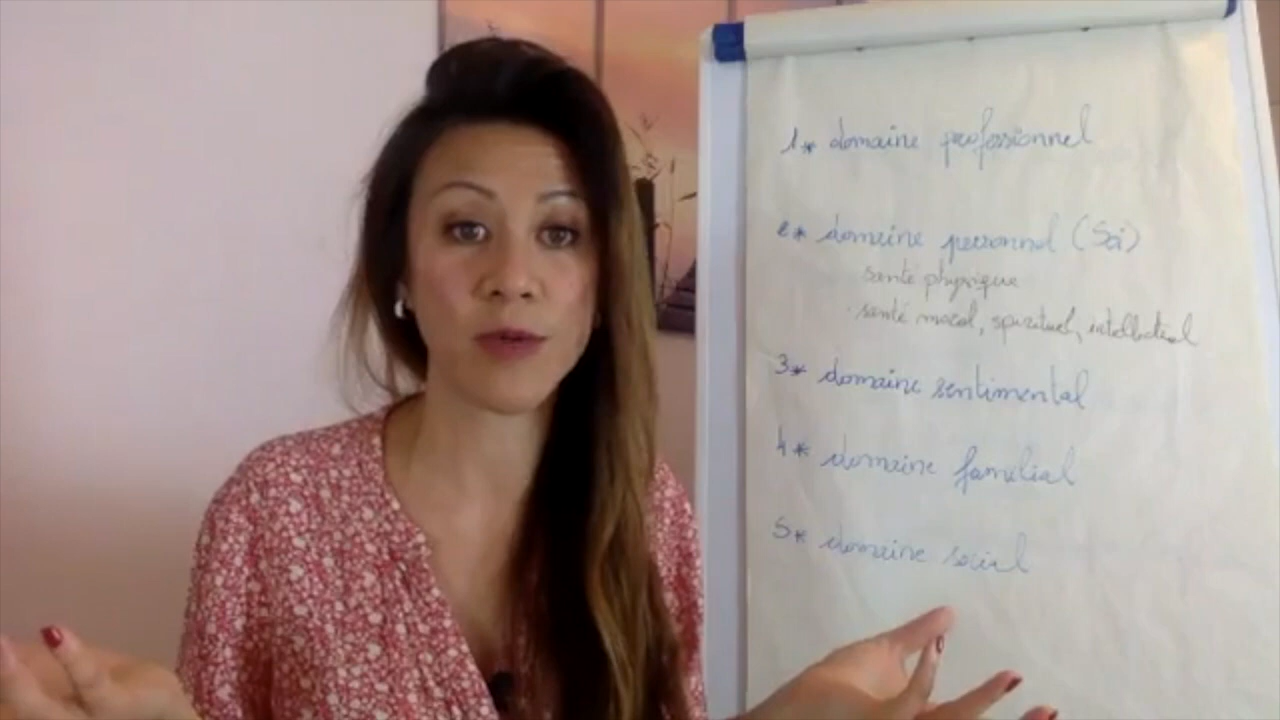 1* domaine professionnel
2* domaine personnel (Soi)
santé physique
· santé moral, spirituel, intellectuel
3* domaine sentimental
4* domaine familial
5* domaine social